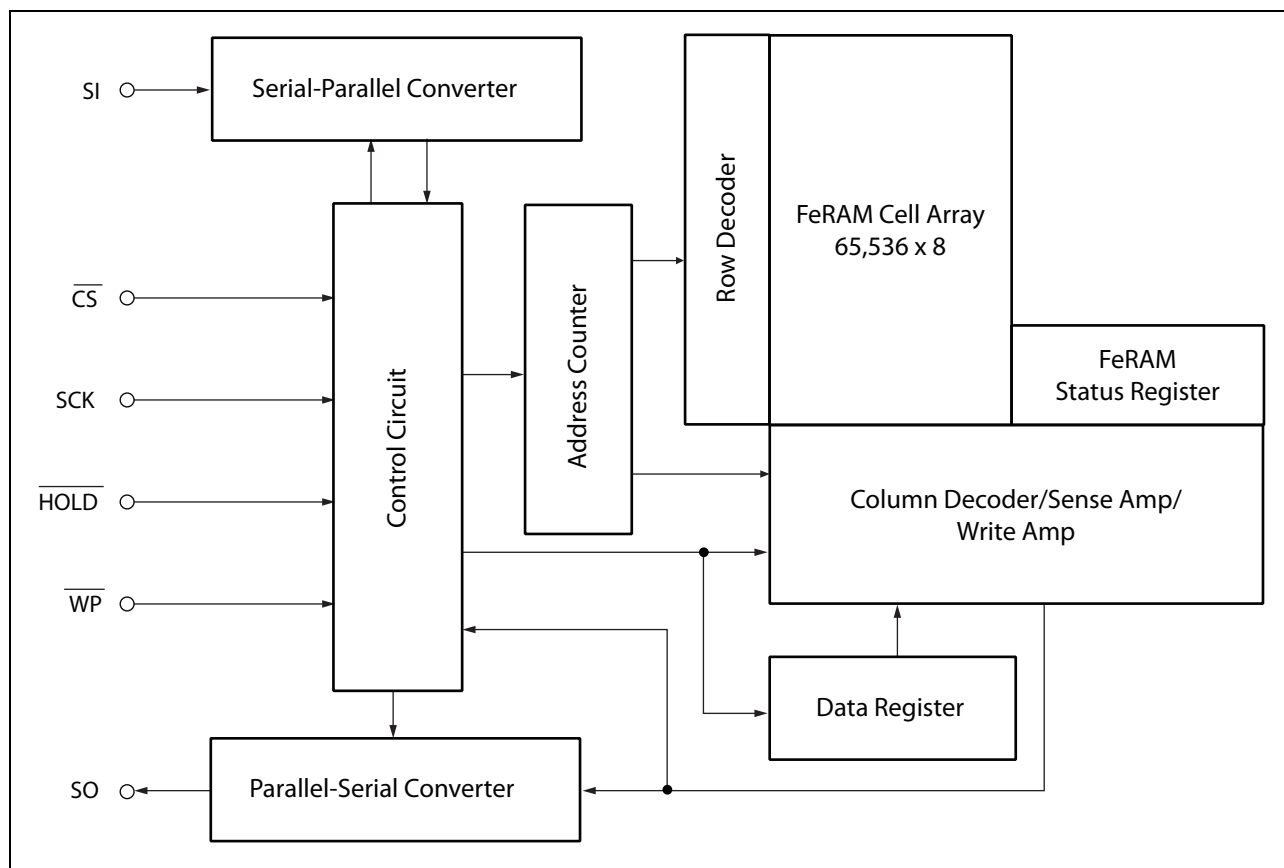 SI
Serial-Parallel Converter
Row Decoder
FeRAM Cell Array
65,536 x 8
CS
SCK
HOLD
WP
Control Circuit
Address Counter
FeRAM
Status Register
Column Decoder/Sense Amp/
Write Amp
Data Register
SO
Parallel-Serial Converter